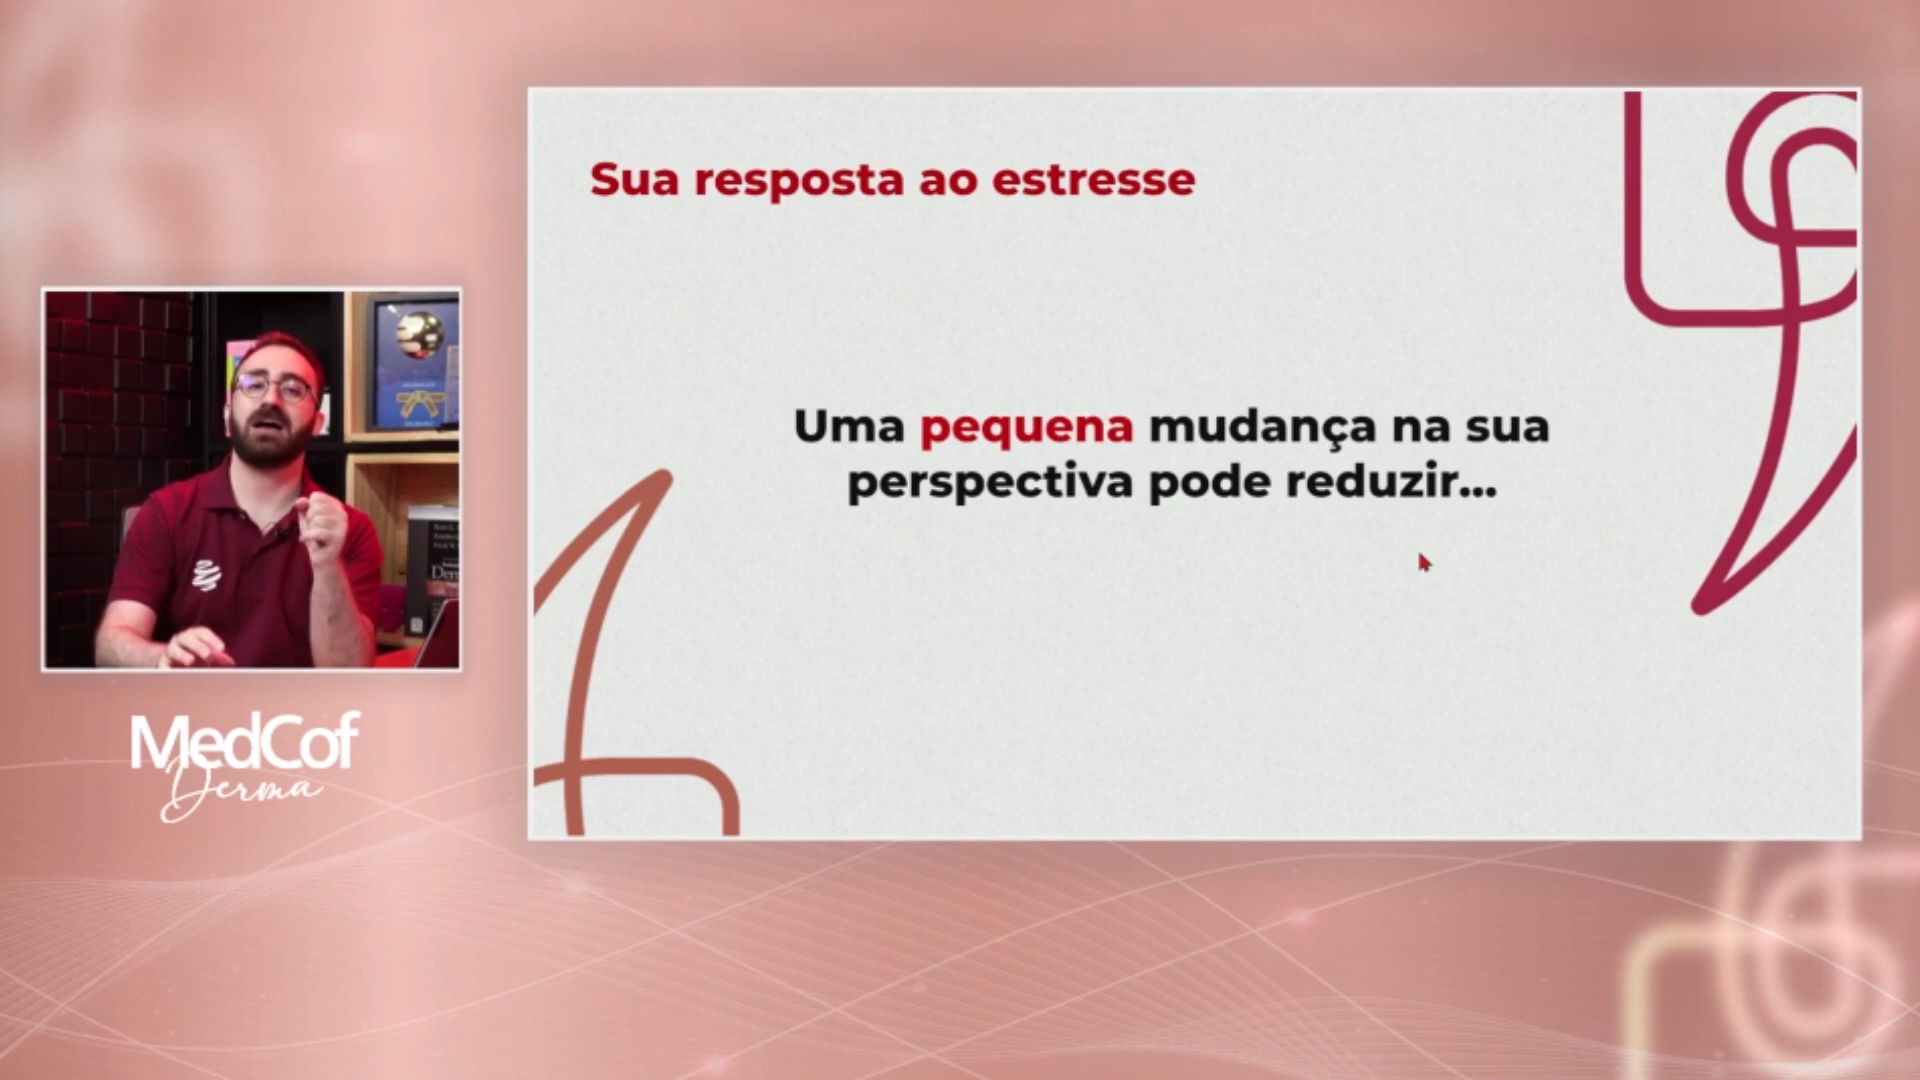 Sua resposta ao estresse
Uma pequena mudança na sua
perspectiva pode reduzir...
MedCof
Derma